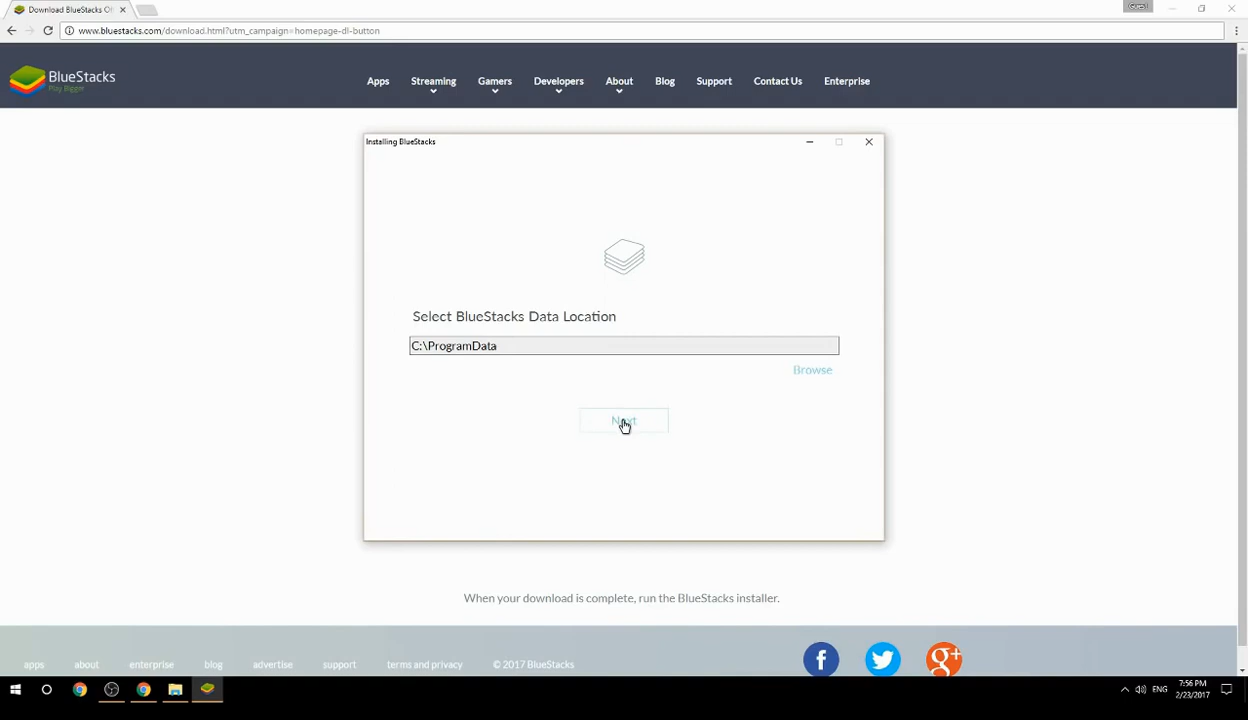 Download BlueStacks Of
Guest
www.bluestacks.com/download.html?utm_campaign=homepage-dl-button
BlueStacks
Play Bigger
Apps Streaming Gamers Developers About Blog Support Contact Us Enterprise
Installing BlueStacks
Select BlueStacks Data Location
C:\ProgramData
Browse
Next
When your download is complete, run the BlueStacks installer.
apps about enterprise blog advertise support terms and privacy © 2017 BlueStacks
f g+
ENG
7:56 PM
2/23/2017